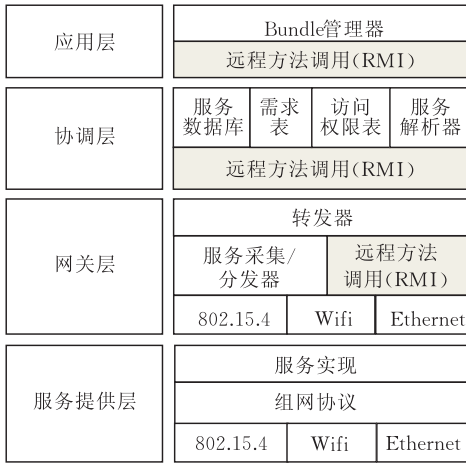 应用层
Bundle管理器
远程方法调用(RMI)
协调层
服务
数据库
需求
表
访问
权限表
服务
解析器
远程方法调用(RMI)
网关层
转发器
服务采集/
分发器
远程方法
调用(RMI)
802.15.4
Wifi
Ethernet
服务提供层
服务实现
组网协议
802.15.4
Wifi
Ethernet